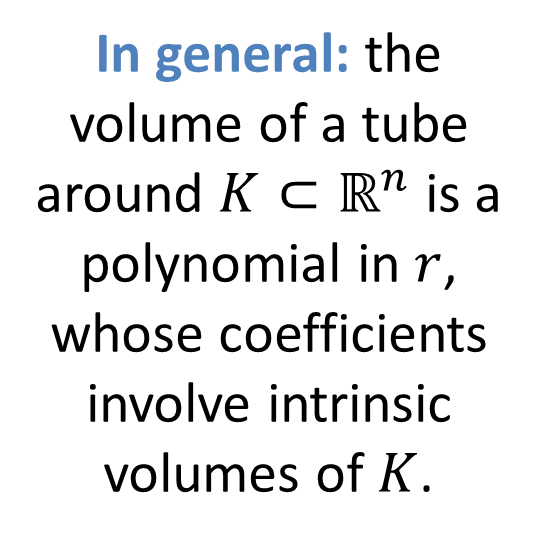 In general: the
volume of a tube
around 𝐾 ⊂ ℝⁿ is a
polynomial in 𝑟,
whose coefficients
involve intrinsic
volumes of 𝐾.